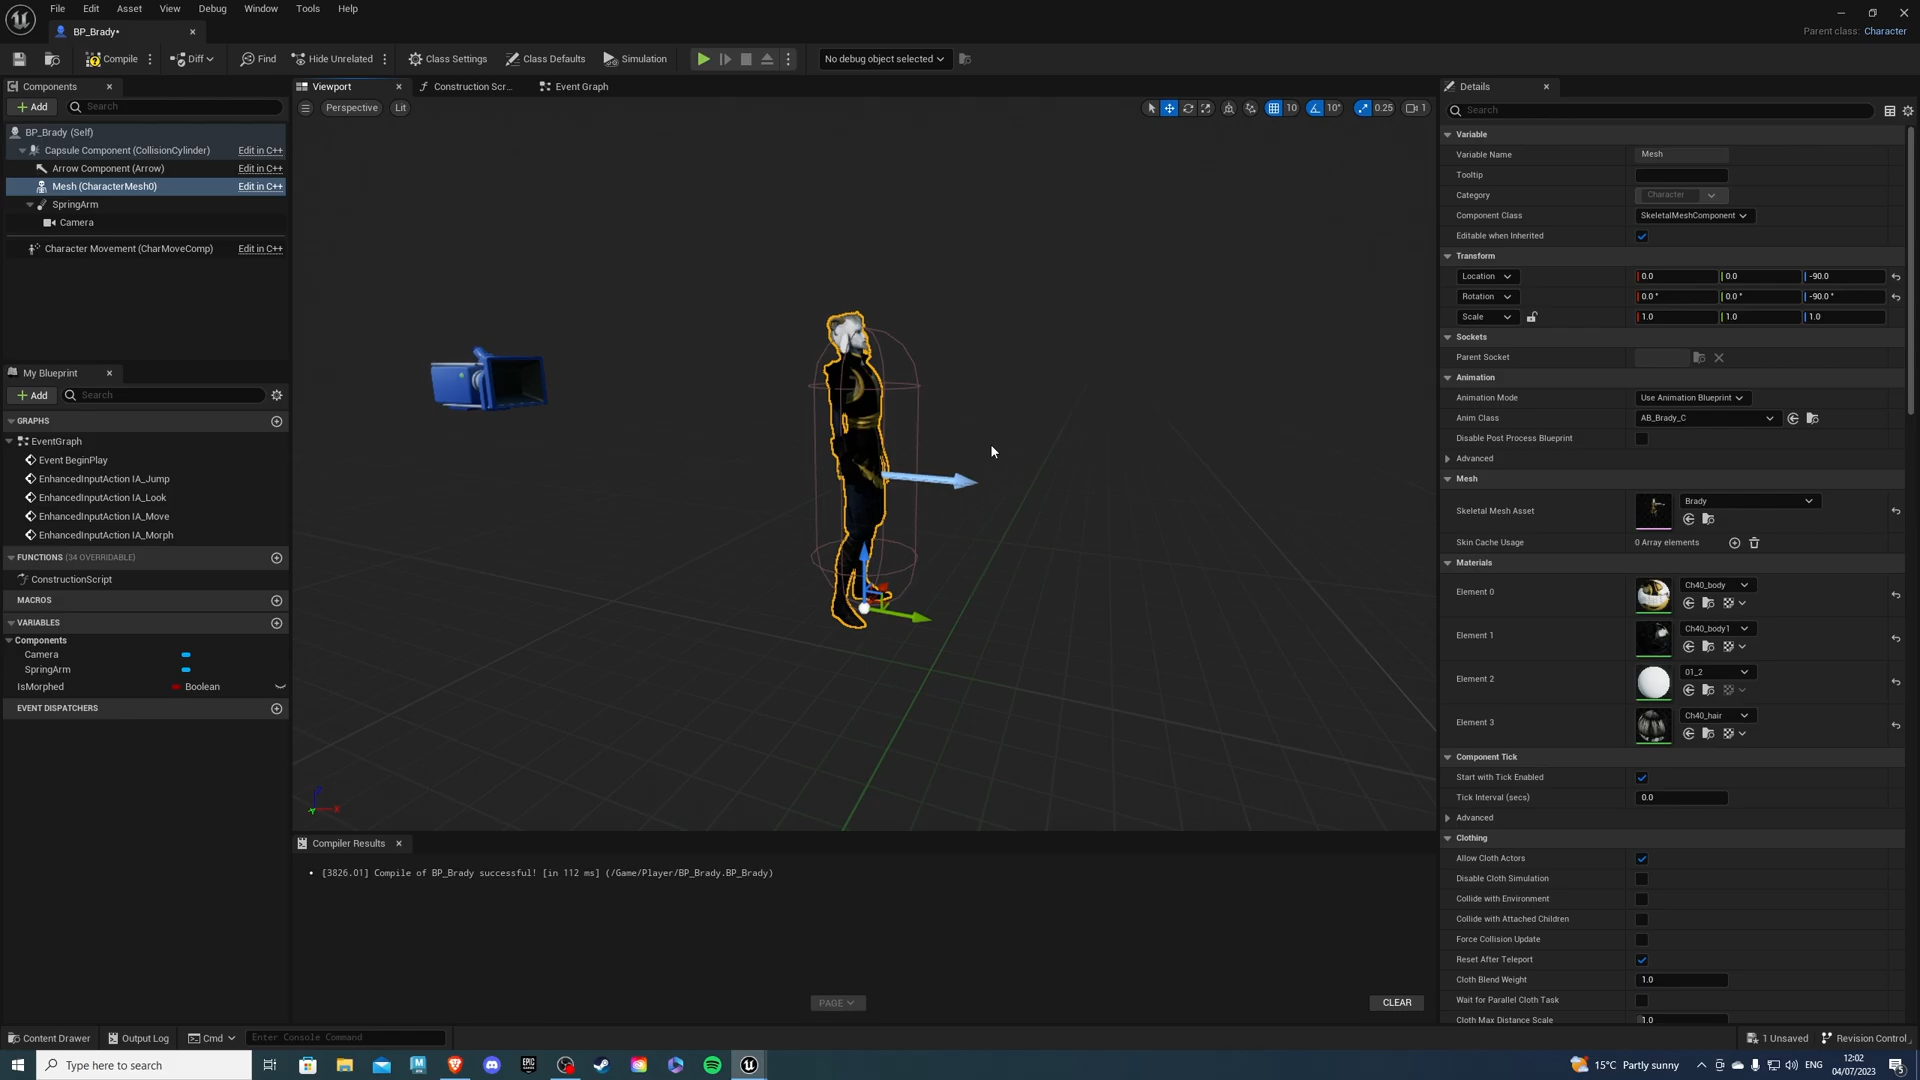 File Edit Asset View Window Debug Tools Help
BP_Brady*
Parent class: Character
Compile Diff Find Hide Unrelated Class Settings Class Defaults Simulation No debug object selected
Components
Add Search
BP_Brady (Self)
Capsule Component (CollisionCylinder) Edit in C++
Arrow Component (Arrow) Edit in C++
Mesh (CharacterMesh0) Edit in C++
SpringArm
Camera
Character Movement (CharMoveComp) Edit in C++
My Blueprint
Add Search
GRAPHS
EventGraph
Event BeginPlay
EnhancedInputAction IA_Jump
EnhancedInputAction IA_Look
EnhancedInputAction IA_Move
EnhancedInputAction IA_Morph
FUNCTIONS (34 OVERRIDABLE)
ConstructionScript
MACROS
VARIABLES
Components
Camera
SpringArm
IsMorphed Boolean
EVENT DISPATCHERS
Viewport Construction Scr... Event Graph
Perspective Lit 10 10° 0.25 1
X
Compiler Results
[3826.01] Compile of BP_Brady successful! [in 112 ms] (/Game/Player/BP_Brady.BP_Brady)
PAGE CLEAR
Details
Search
Variable
Variable Name Mesh
Tooltip
Category Character
Component Class SkeletalMeshComponent
Editable when Inherited
Transform
Location 0.0 0.0 -90.0
Rotation 0.0 ° 0.0 ° -90.0 °
Scale 1.0 1.0 1.0
Sockets
Parent Socket
Animation
Animation Mode Use Animation Blueprint
Anim Class AB_Brady_C
Disable Post Process Blueprint
Advanced
Mesh
Skeletal Mesh Asset Brady
Skin Cache Usage 0 Array elements
Materials
Element 0 Ch40_body
Element 1 Ch40_body1
Element 2 01_2
Element 3 Ch40_hair
Component Tick
Start with Tick Enabled
Tick Interval (secs) 0.0
Advanced
Clothing
Allow Cloth Actors
Disable Cloth Simulation
Collide with Environment
Collide with Attached Children
Force Collision Update
Reset After Teleport
Cloth Blend Weight 1.0
Wait for Parallel Cloth Task
Cloth Max Distance Scale 1.0
Content Drawer Output Log Cmd Enter Console Command 1 Unsaved Revision Control
Type here to search 15°C Partly sunny ENG 12:02
04/07/2023